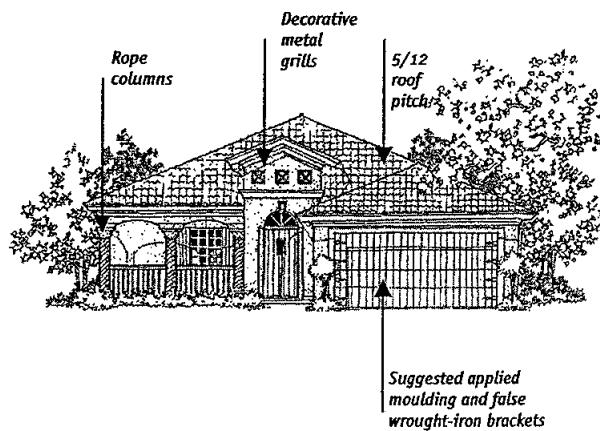 Decorative
metal
grills
Rope
columns
5/12
roof
pitch
Suggested applied
moulding and false
wrought-iron brackets